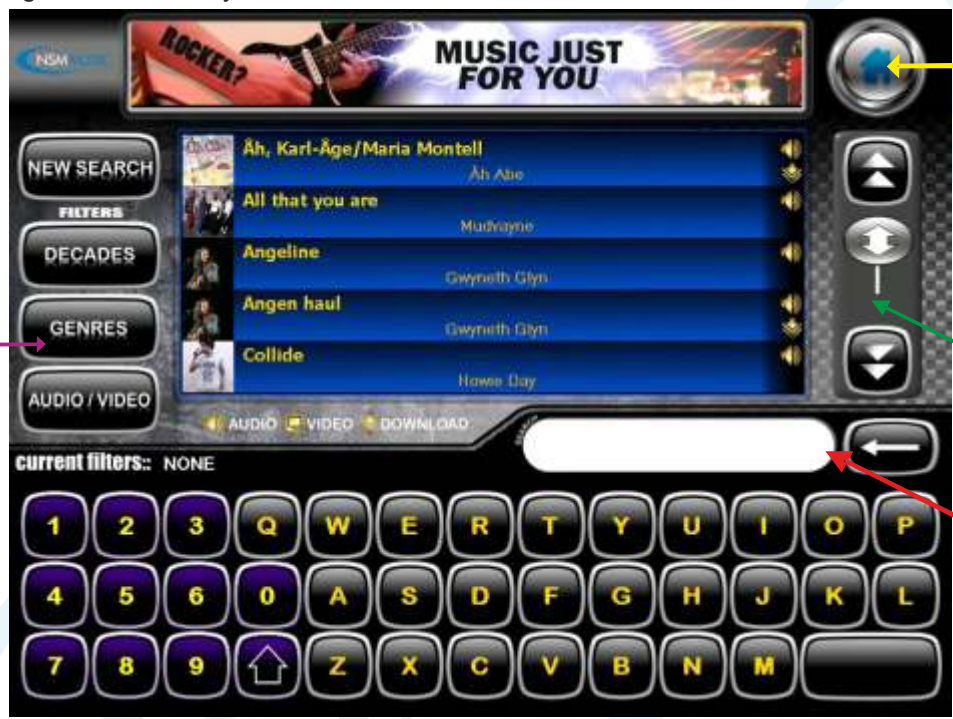 NSM MUSIC
ROCKER?
MUSIC JUST
FOR YOU
NEW SEARCH
FILTERS
DECADES
GENRES
AUDIO / VIDEO
Åh, Karl-Åge/Maria Montell
Åh Abe
All that you are
Mudvayne
Angeline
Gwyneth Glyn
Angen haul
Gwyneth Glyn
Collide
Howie Day
AUDIO VIDEO DOWNLOAD
SEARCH
current filters:: NONE
1 2 3 Q W E R T Y U I O P
4 5 6 0 A S D F G H J K L
7 8 9 Z X C V B N M